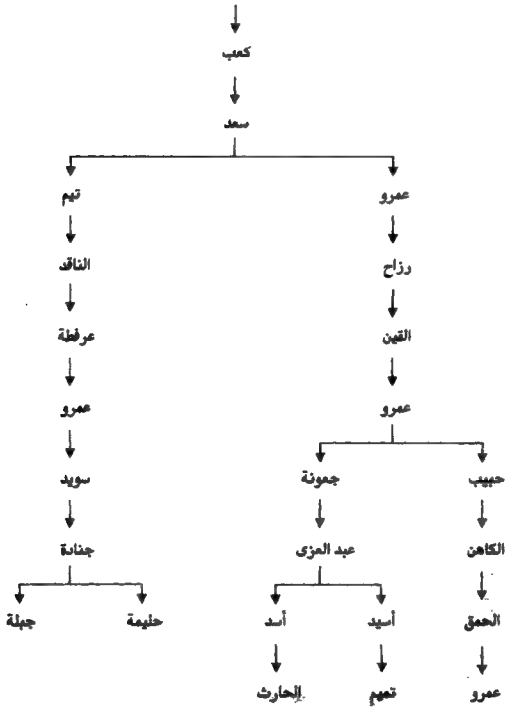 كعب
سعد
عمرو تيم
رزاح الناقد
القين عرفطة
عمرو عمرو
حبيب جعونة سويد
الكاهن عبد العزى جنادة
الحمق أسيد أسد حليمة جبلة
عمرو تميم الحارث